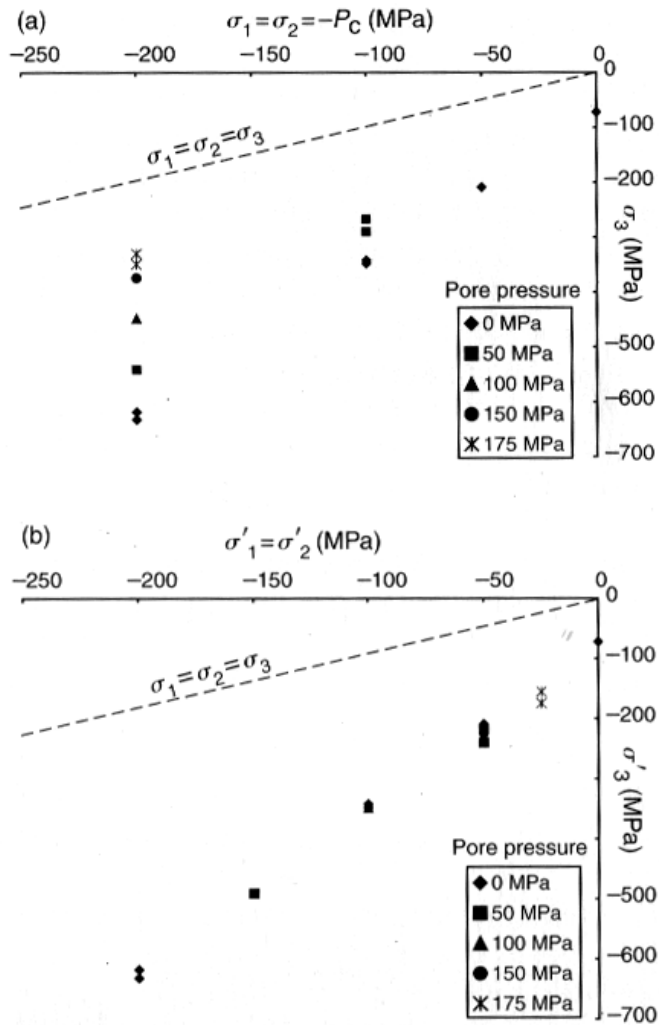 (a) σ₁=σ₂=−P_C (MPa)
−250 −200 −150 −100 −50 0
σ₁=σ₂=σ₃
−100
−200
σ₃ (MPa)
−500
−600
−700
Pore pressure
◆ 0 MPa
■ 50 MPa
▲ 100 MPa
● 150 MPa
✳ 175 MPa
(b) σ'₁=σ'₂ (MPa)
−250 −200 −150 −100 −50 0
σ₁=σ₂=σ₃
−100
−200
σ'₃ (MPa)
−500
−600
−700
Pore pressure
◆ 0 MPa
■ 50 MPa
▲ 100 MPa
● 150 MPa
✳ 175 MPa